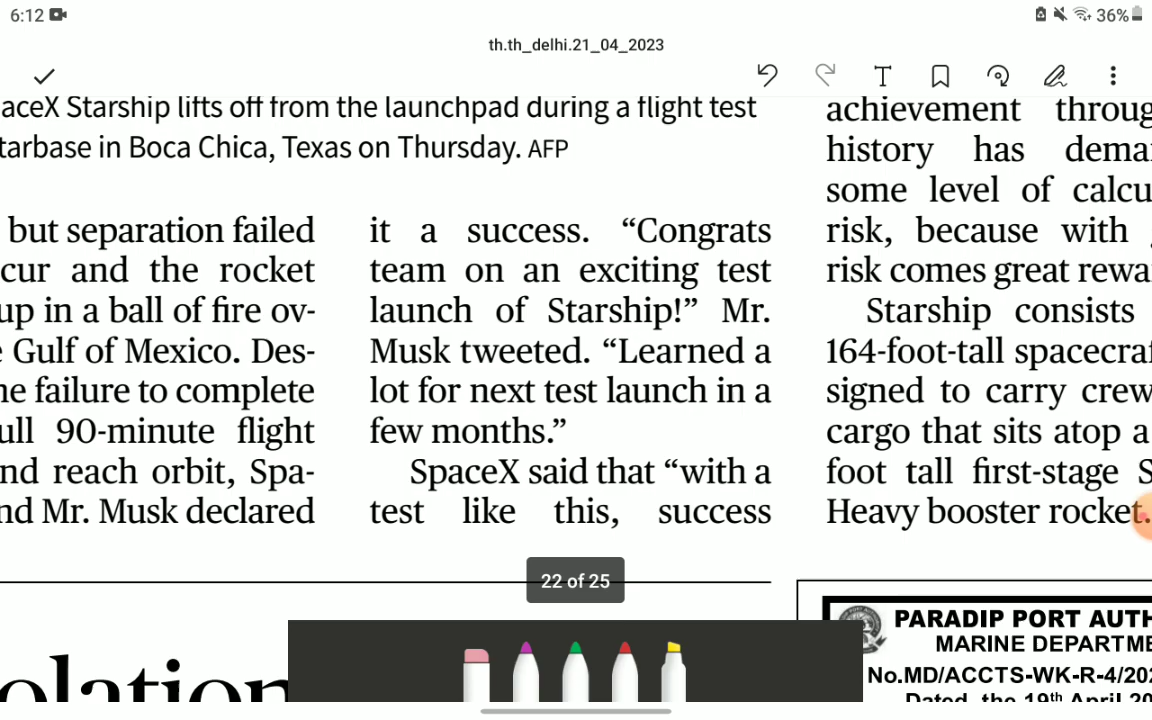 6:12
36%
th.th_delhi.21_04_2023
aceX Starship lifts off from the launchpad during a flight test
tarbase in Boca Chica, Texas on Thursday. AFP
but separation failed
cur and the rocket
up in a ball of fire ov-
e Gulf of Mexico. Des-
ne failure to complete
ull 90-minute flight
nd reach orbit, Spa-
nd Mr. Musk declared
it a success. “Congrats
team on an exciting test
launch of Starship!” Mr.
Musk tweeted. “Learned a
lot for next test launch in a
few months.”
SpaceX said that “with a
test like this, success
achievement throug
history has dema
some level of calcu
risk, because with
risk comes great rewa
Starship consists
164-foot-tall spacecraf
signed to carry crew
cargo that sits atop a
foot tall first-stage S
Heavy booster rocket.
22 of 25
olation
PARADIP PORT AUTH
MARINE DEPARTME
No.MD/ACCTS-WK-R-4/202
Dated, the 19th April 20